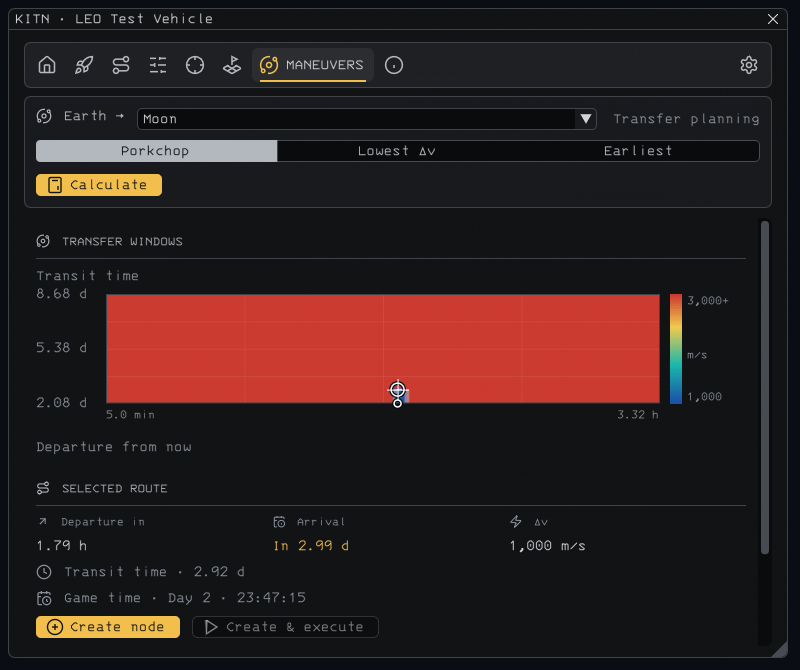 KITN · LEO Test Vehicle
MANEUVERS
Earth → Moon Transfer planning
Porkchop Lowest Δv Earliest
Calculate
TRANSFER WINDOWS
Transit time
8.68 d
5.38 d
2.08 d
3,000+
m/s
1,000
5.0 min 3.32 h
Departure from now
SELECTED ROUTE
Departure in Arrival Δv
1.79 h In 2.99 d 1,000 m/s
Transit time · 2.92 d
Game time · Day 2 · 23:47:15
Create node Create & execute